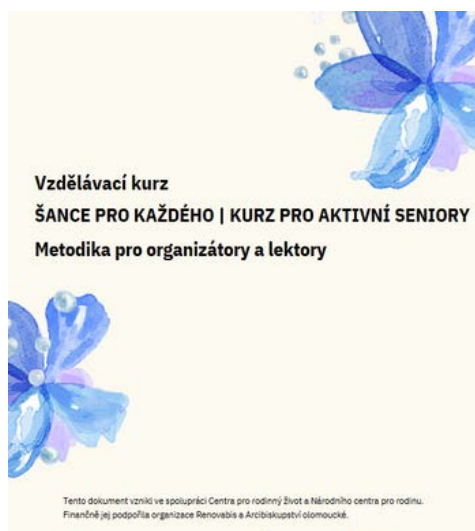 Vzdělávací kurz
ŠANCE PRO KAŽDÉHO | KURZ PRO AKTIVNÍ SENIORY
Metodika pro organizátory a lektory
Tento dokument vznikl ve spolupráci Centra pro rodinný život a Národního centra pro rodinu.
Finančně jej podpořila organizace Renovabis a Arcibiskupství olomoucké.